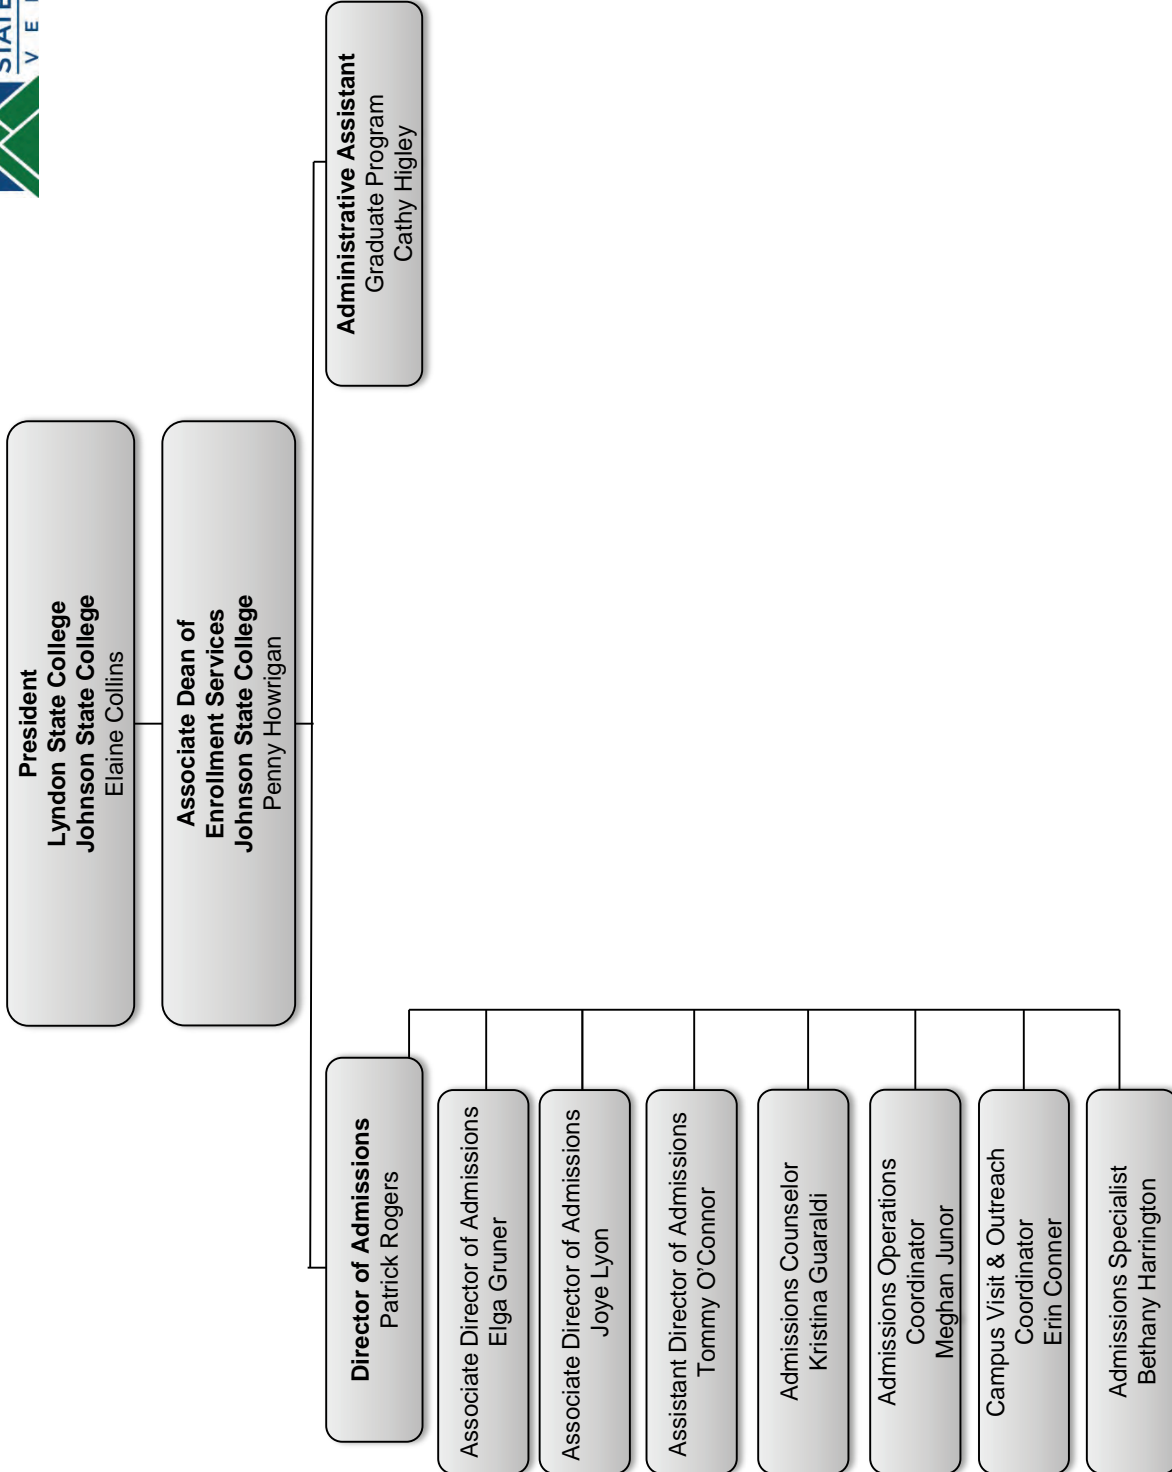 STATE
President
Lyndon State College
Johnson State College
Elaine Collins
Associate Dean of
Enrollment Services
Johnson State College
Penny Howrigan
Director of Admissions
Patrick Rogers
Administrative Assistant
Graduate Program
Cathy Higley
Associate Director of Admissions
Elga Gruner
Associate Director of Admissions
Joye Lyon
Assistant Director of Admissions
Tommy O’Connor
Admissions Counselor
Kristina Guaraldi
Admissions Operations
Coordinator
Meghan Junor
Campus Visit & Outreach
Coordinator
Erin Conner
Admissions Specialist
Bethany Harrington